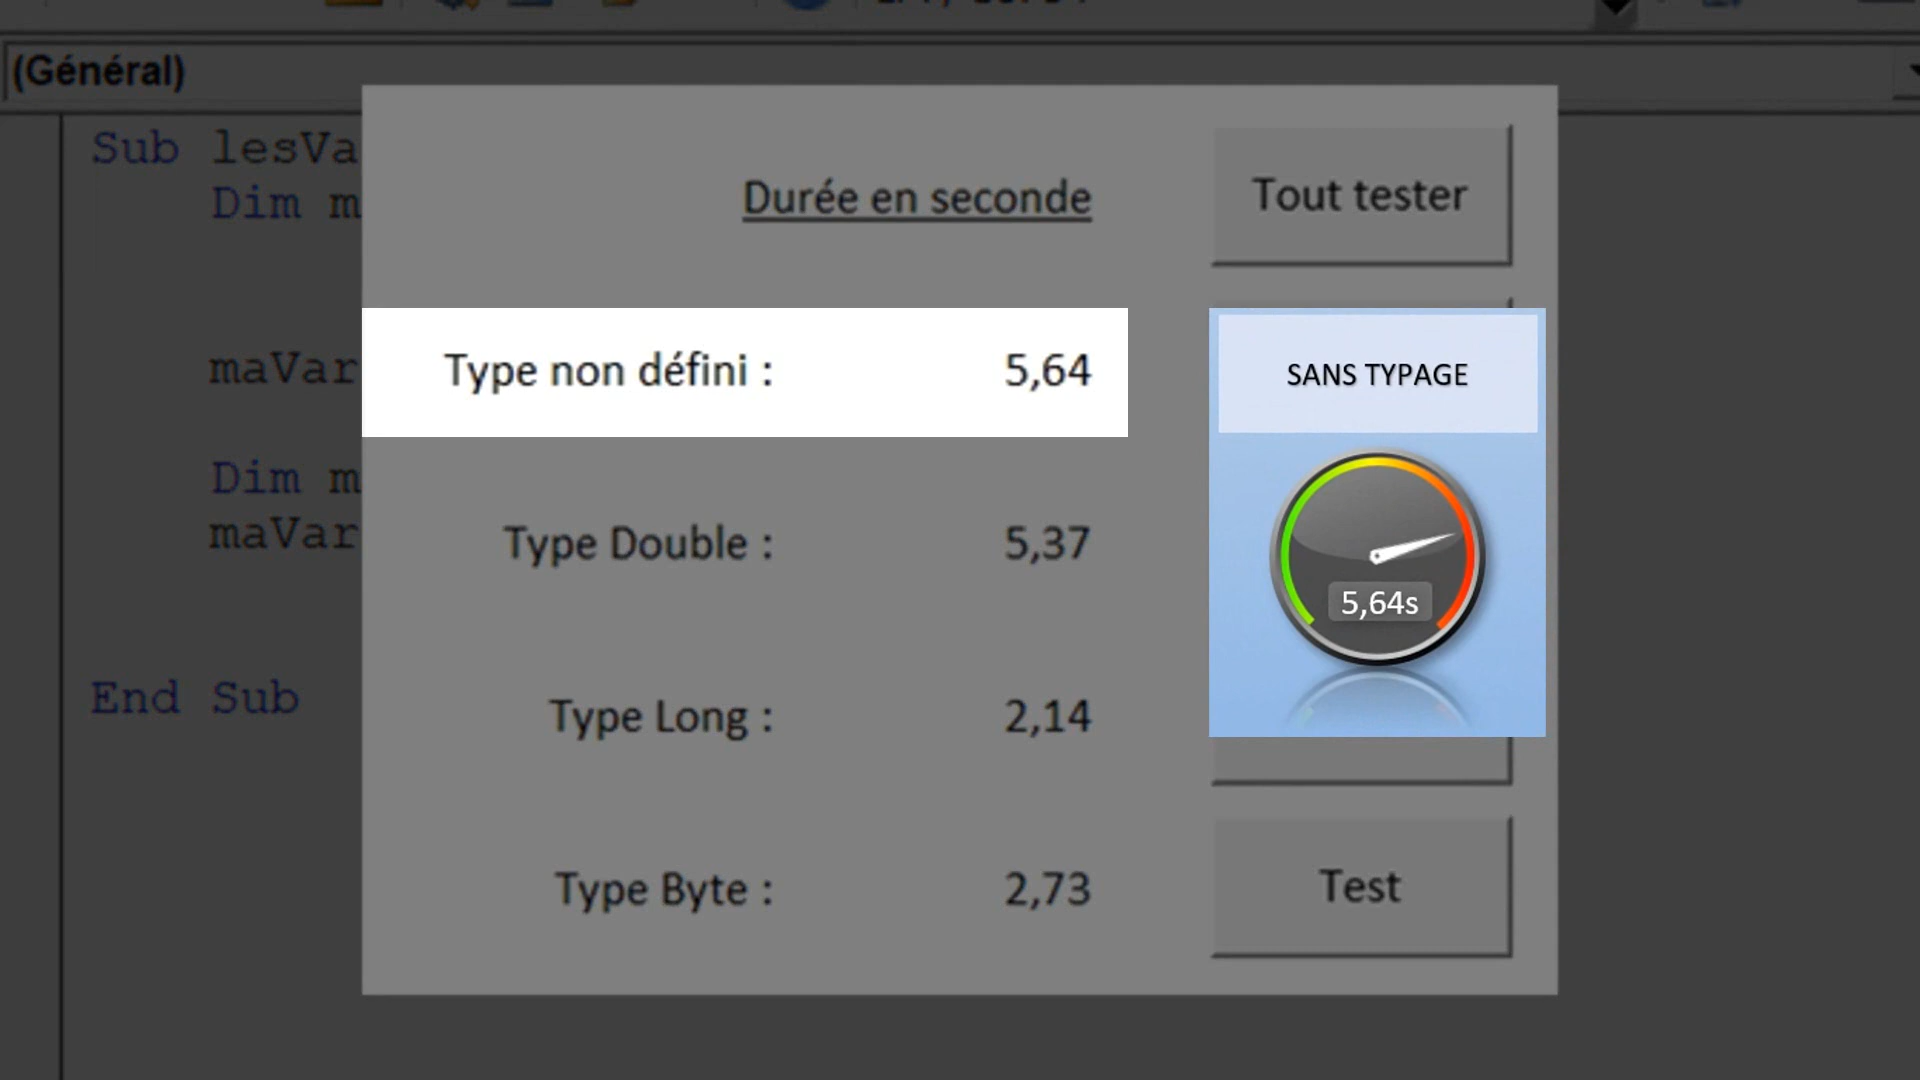 (Général)
Sub lesVa
Dim m
maVar
Dim m
maVar
End Sub
Durée en seconde
Tout tester
Type non défini : 5,64
SANS TYPAGE
Type Double : 5,37
5,64s
Type Long : 2,14
Type Byte : 2,73
Test